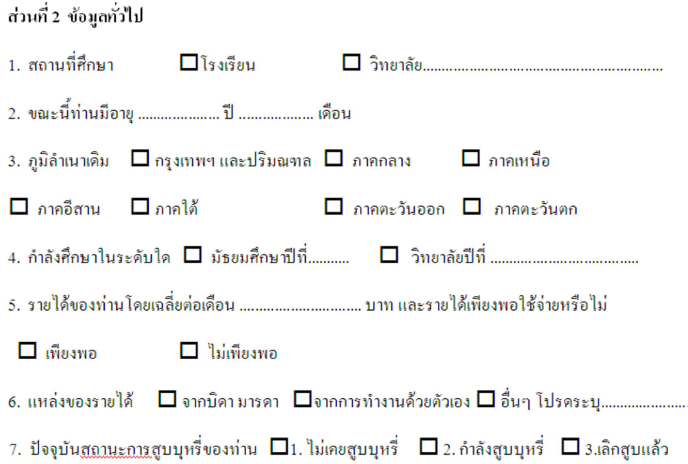 ส่วนที่ 2 ข้อมูลทั่วไป
1. สถานที่ศึกษา ☐โรงเรียน ☐ วิทยาลัย..........................................................
2. ขณะนี้ท่านมีอายุ ..................... ปี .................... เดือน
3. ภูมิลำเนาเดิม ☐ กรุงเทพฯ และปริมณฑล ☐ ภาคกลาง ☐ ภาคเหนือ
☐ ภาคอีสาน ☐ ภาคใต้ ☐ ภาคตะวันออก ☐ ภาคตะวันตก
4. กำลังศึกษาในระดับใด ☐ มัธยมศึกษาปีที่........... ☐ วิทยาลัยปีที่ .......................................
5. รายได้ของท่านโดยเฉลี่ยต่อเดือน ................................ บาท และรายได้เพียงพอใช้จ่ายหรือไม่
☐ เพียงพอ ☐ ไม่เพียงพอ
6. แหล่งของรายได้ ☐ จากบิดา มารดา ☐จากการทำงานด้วยตัวเอง ☐ อื่นๆ โปรดระบุ.......................
7. ปัจจุบันสถานะการสูบบุหรี่ของท่าน ☐1. ไม่เคยสูบบุหรี่ ☐ 2. กำลังสูบบุหรี่ ☐ 3.เลิกสูบแล้ว